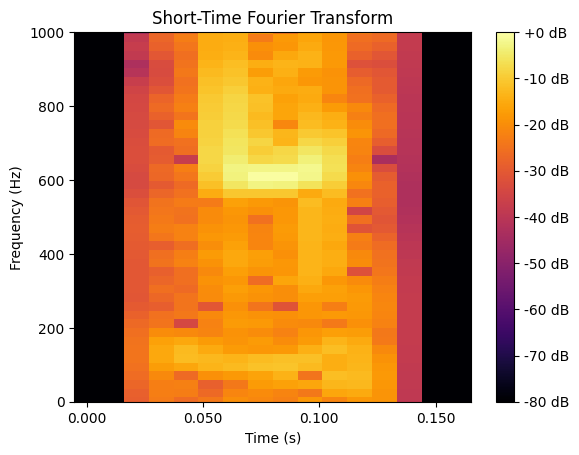 Short-Time Fourier Transform
1000
800
600
400
200
0
Frequency (Hz)
0.000
0.050
0.100
0.150
Time (s)
+0 dB
-10 dB
-20 dB
-30 dB
-40 dB
-50 dB
-60 dB
-70 dB
-80 dB